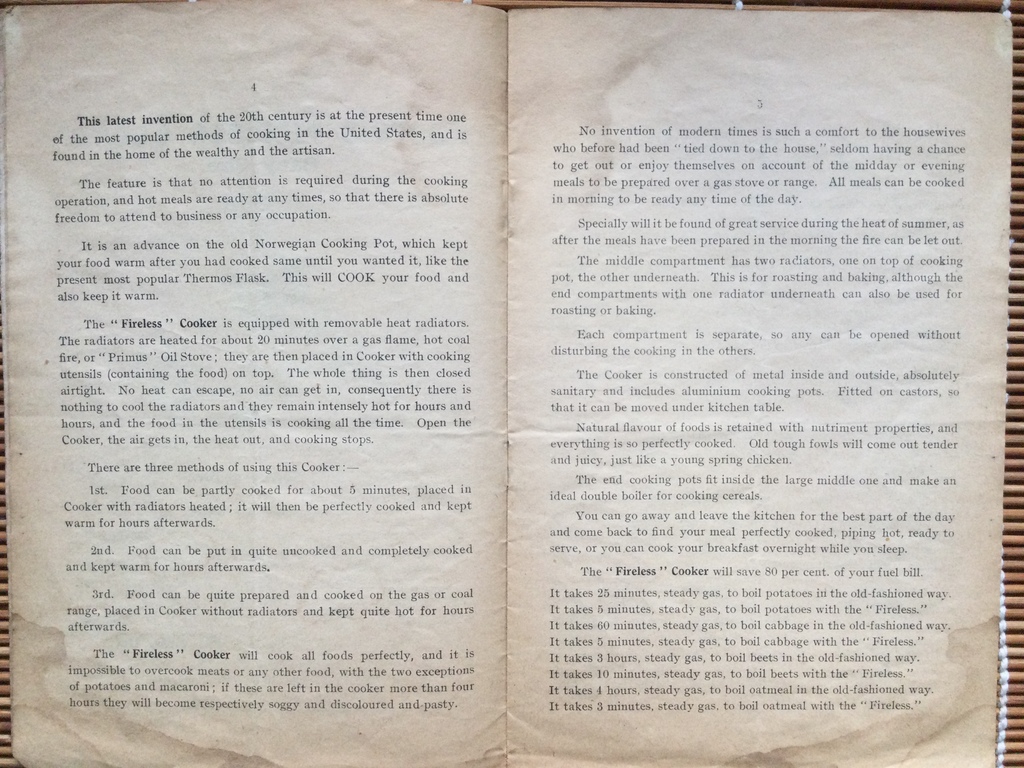 4
This latest invention of the 20th century is at the present time one
of the most popular methods of cooking in the United States, and is
found in the home of the wealthy and the artisan.
The feature is that no attention is required during the cooking
operation, and hot meals are ready at any times, so that there is absolute
freedom to attend to business or any occupation.
It is an advance on the old Norwegian Cooking Pot, which kept
your food warm after you had cooked same until you wanted it, like the
present most popular Thermos Flask. This will COOK your food and
also keep it warm.
The "Fireless" Cooker is equipped with removable heat radiators.
The radiators are heated for about 20 minutes over a gas flame, hot coal
fire, or "Primus" Oil Stove; they are then placed in Cooker with cooking
utensils (containing the food) on top. The whole thing is then closed
airtight. No heat can escape, no air can get in, consequently there is
nothing to cool the radiators and they remain intensely hot for hours and
hours, and the food in the utensils is cooking all the time. Open the
Cooker, the air gets in, the heat out, and cooking stops.
There are three methods of using this Cooker:—
1st. Food can be partly cooked for about 5 minutes, placed in
Cooker with radiators heated; it will then be perfectly cooked and kept
warm for hours afterwards.
2nd. Food can be put in quite uncooked and completely cooked
and kept warm for hours afterwards.
3rd. Food can be quite prepared and cooked on the gas or coal
range, placed in Cooker without radiators and kept quite hot for hours
afterwards.
The "Fireless" Cooker will cook all foods perfectly, and it is
impossible to overcook meats or any other food, with the two exceptions
of potatoes and macaroni; if these are left in the cooker more than four
hours they will become respectively soggy and discoloured and pasty.
5
No invention of modern times is such a comfort to the housewives
who before had been "tied down to the house," seldom having a chance
to get out or enjoy themselves on account of the midday or evening
meals to be prepared over a gas stove or range. All meals can be cooked
in morning to be ready any time of the day.
Specially will it be found of great service during the heat of summer, as
after the meals have been prepared in the morning the fire can be let out.
The middle compartment has two radiators, one on top of cooking
pot, the other underneath. This is for roasting and baking, although the
end compartments with one radiator underneath can also be used for
roasting or baking.
Each compartment is separate, so any can be opened without
disturbing the cooking in the others.
The Cooker is constructed of metal inside and outside, absolutely
sanitary and includes aluminium cooking pots. Fitted on castors, so
that it can be moved under kitchen table.
Natural flavour of foods is retained with nutriment properties, and
everything is so perfectly cooked. Old tough fowls will come out tender
and juicy, just like a young spring chicken.
The end cooking pots fit inside the large middle one and make an
ideal double boiler for cooking cereals.
You can go away and leave the kitchen for the best part of the day
and come back to find your meal perfectly cooked, piping hot, ready to
serve, or you can cook your breakfast overnight while you sleep.
The "Fireless" Cooker will save 80 per cent. of your fuel bill.
It takes 25 minutes, steady gas, to boil potatoes in the old-fashioned way.
It takes 5 minutes, steady gas, to boil potatoes with the "Fireless."
It takes 60 minutes, steady gas, to boil cabbage in the old-fashioned way.
It takes 5 minutes, steady gas, to boil cabbage with the "Fireless."
It takes 3 hours, steady gas, to boil beets in the old-fashioned way.
It takes 10 minutes, steady gas, to boil beets with the "Fireless."
It takes 4 hours, steady gas, to boil oatmeal in the old-fashioned way.
It takes 3 minutes, steady gas, to boil oatmeal with the "Fireless."